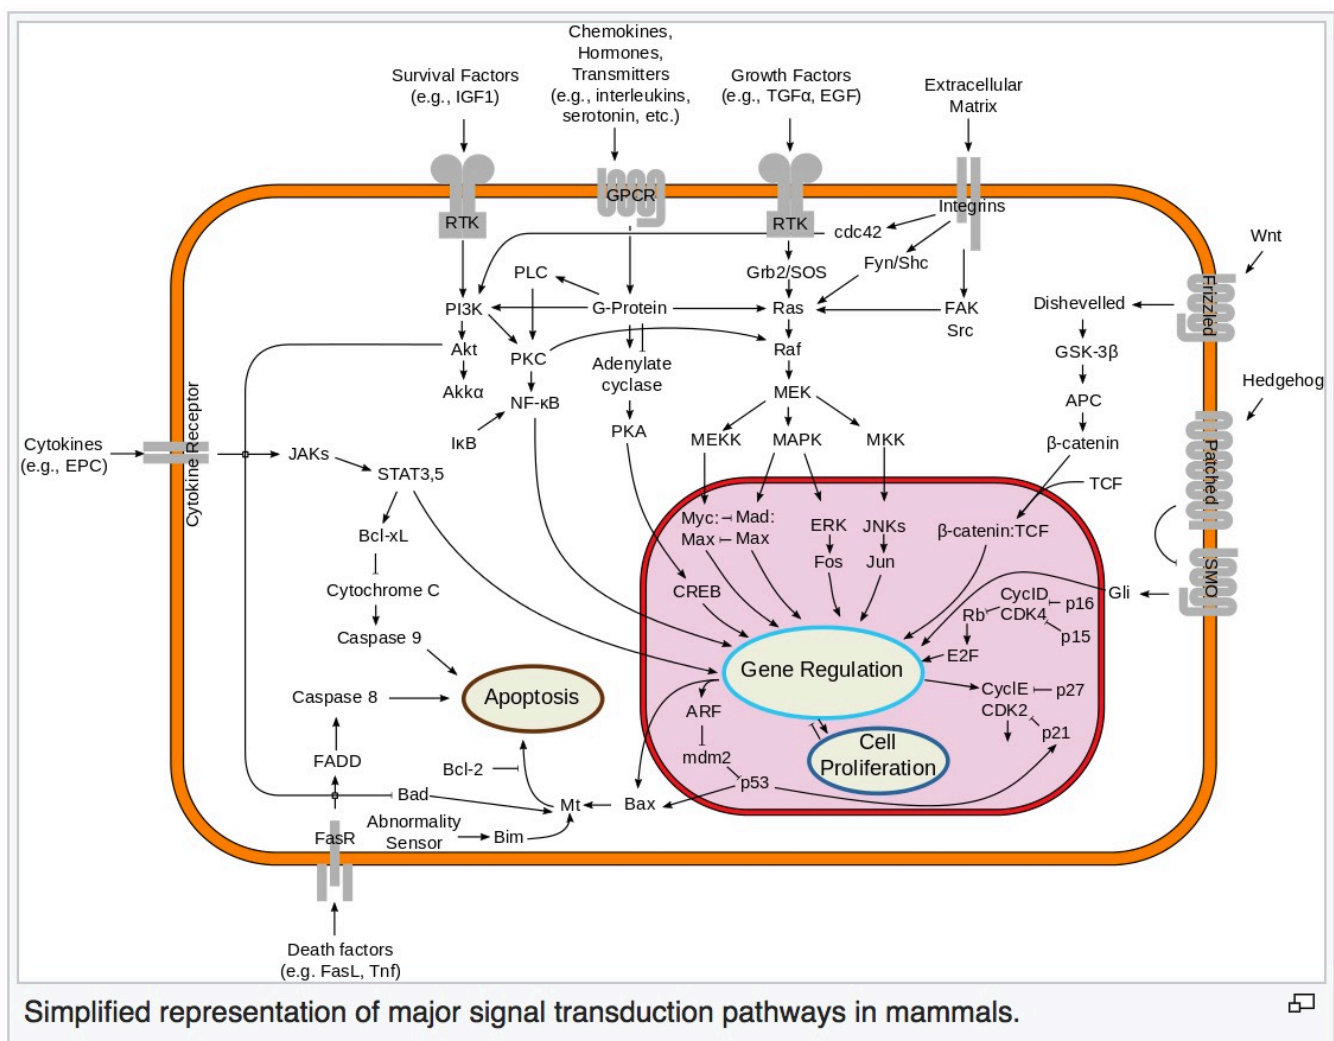 Chemokines,
Hormones,
Transmitters
(e.g., interleukins,
serotonin, etc.)
Survival Factors
(e.g., IGF1)
Growth Factors
(e.g., TGFα, EGF)
Extracellular
Matrix
RTK
GPCR
RTK
Integrins
cdc42
Fyn/Shc
Wnt
Frizzled
PLC
Grb2/SOS
PI3K
G-Protein
Ras
FAK
Src
Dishevelled
Akt
PKC
Adenylate
cyclase
Raf
GSK-3β
Akkα
NF-κB
MEK
APC
Hedgehog
Patched
IκB
PKA
MEKK
MAPK
MKK
β-catenin
TCF
Cytokines
(e.g., EPC)
Cytokine Receptor
JAKs
STAT3,5
Myc:
Max
Mad:
Max
ERK
JNKs
β-catenin:TCF
Bcl-xL
Fos
Jun
Cytochrome C
CREB
Gli
SMO
CycID
CDK4
p16
Rb
p15
Caspase 9
E2F
Gene Regulation
Caspase 8
Apoptosis
ARF
CyclE
CDK2
p27
p21
FADD
mdm2
Cell
Proliferation
Bcl-2
p53
Bad
Mt
Bax
Abnormality
Sensor
Bim
FasR
Death factors
(e.g. FasL, Tnf)
Simplified representation of major signal transduction pathways in mammals.